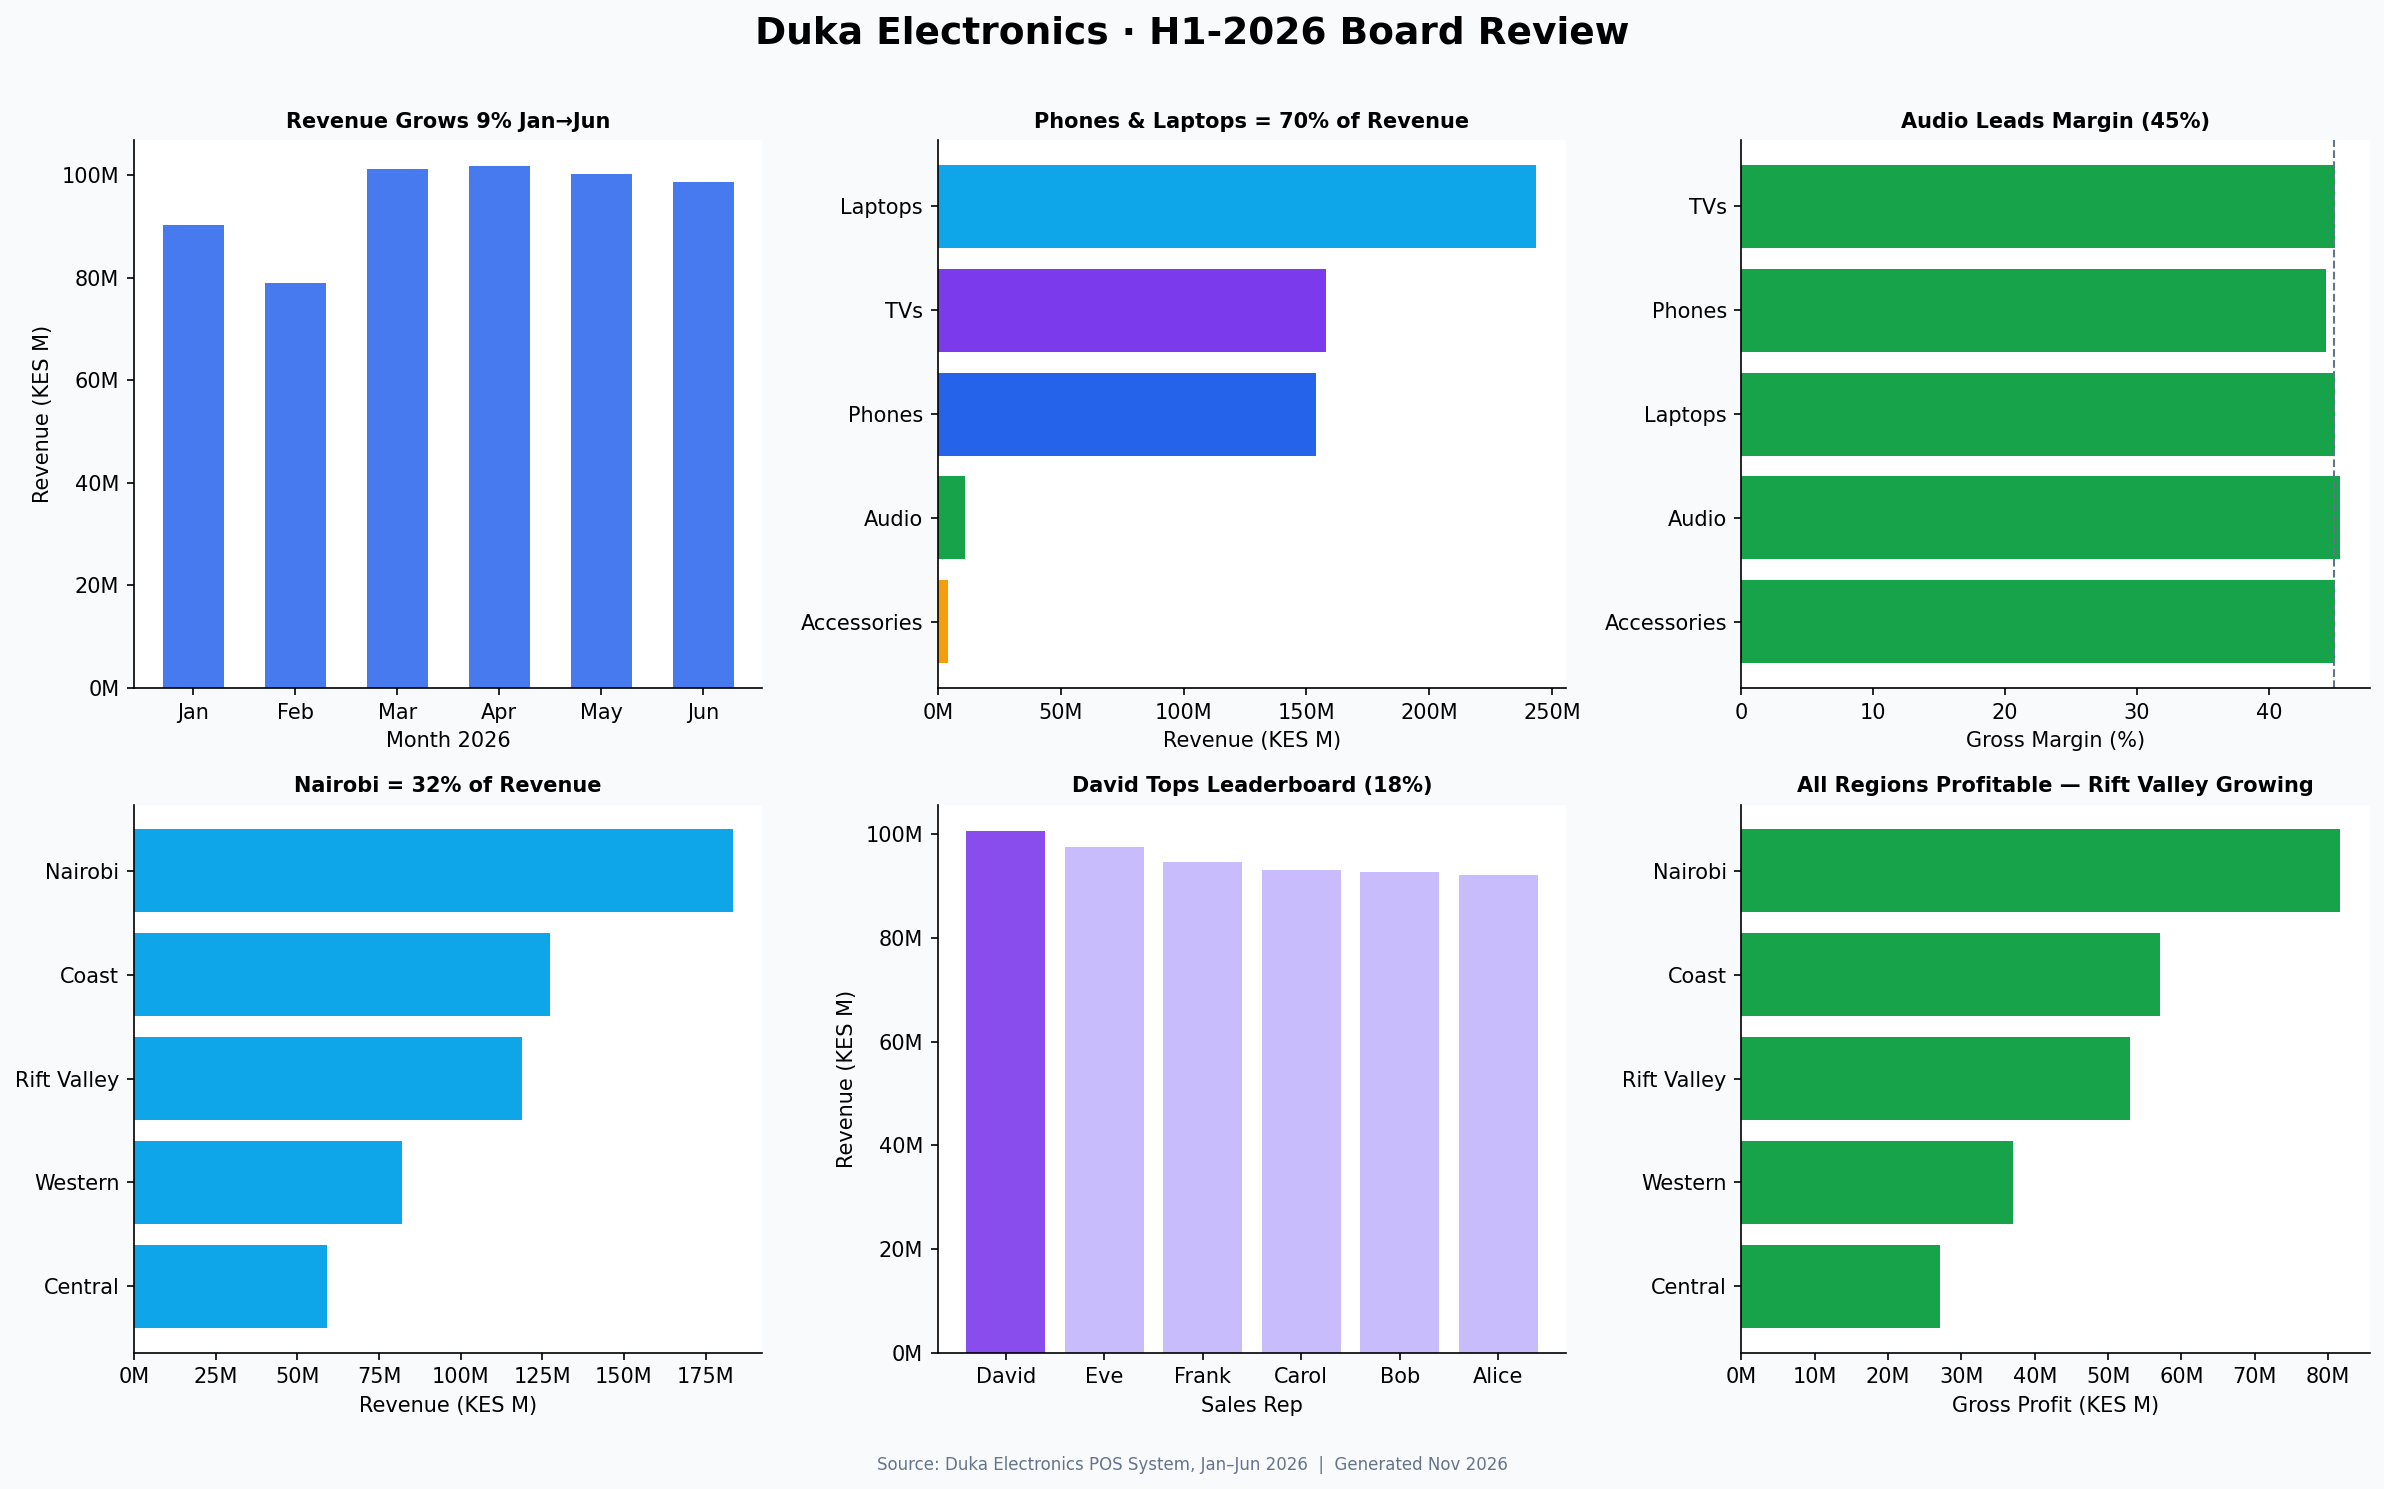 Duka Electronics · H1-2026 Board Review
Revenue Grows 9% Jan→Jun
100M
80M
60M
40M
20M
0M
Revenue (KES M)
Jan Feb Mar Apr May Jun
Month 2026
Phones & Laptops = 70% of Revenue
Laptops
TVs
Phones
Audio
Accessories
0M 50M 100M 150M 200M 250M
Revenue (KES M)
Audio Leads Margin (45%)
TVs
Phones
Laptops
Audio
Accessories
0 10 20 30 40
Gross Margin (%)
Nairobi = 32% of Revenue
Nairobi
Coast
Rift Valley
Western
Central
0M 25M 50M 75M 100M 125M 150M 175M
Revenue (KES M)
David Tops Leaderboard (18%)
100M
80M
60M
40M
20M
0M
Revenue (KES M)
David Eve Frank Carol Bob Alice
Sales Rep
All Regions Profitable — Rift Valley Growing
Nairobi
Coast
Rift Valley
Western
Central
0M 10M 20M 30M 40M 50M 60M 70M 80M
Gross Profit (KES M)
Source: Duka Electronics POS System, Jan–Jun 2026 | Generated Nov 2026